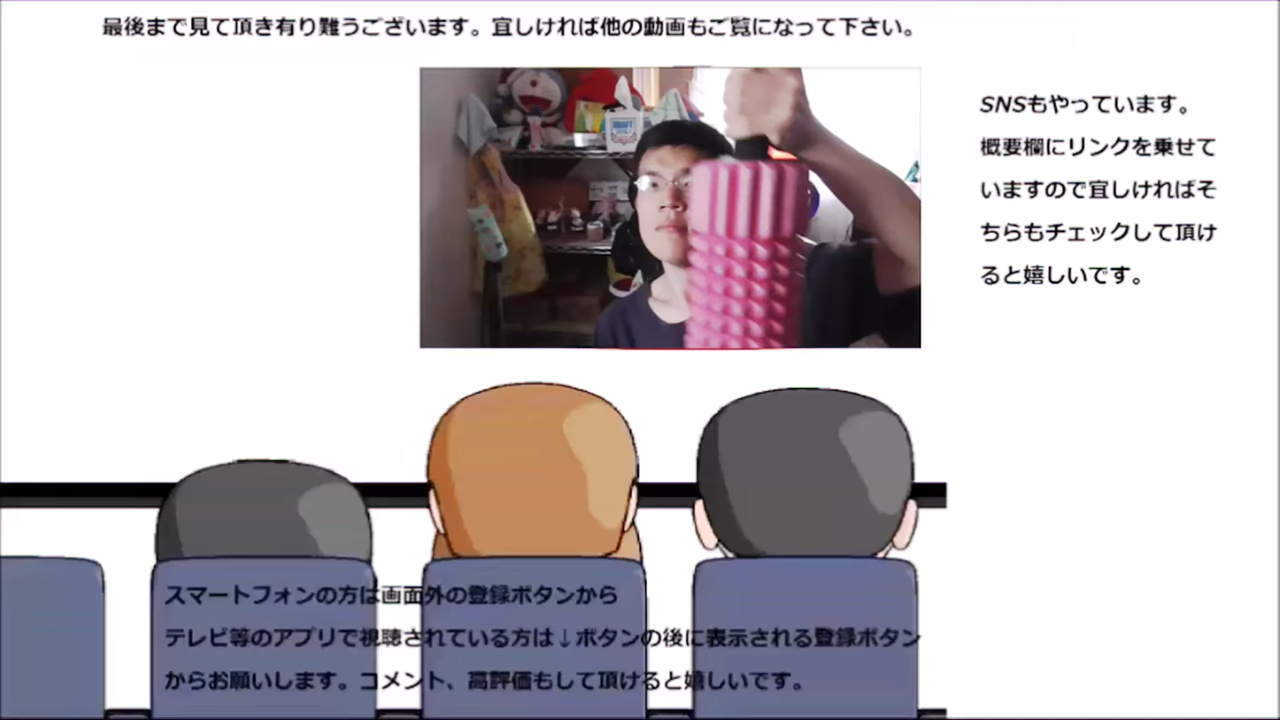 最後まで見て頂き有り難うございます。宜しければ他の動画もご覧になって下さい。
SNSもやっています。
概要欄にリンクを乗せて
いますので宜しければそ
ちらもチェックして頂け
ると嬉しいです。
スマートフォンの方は画面外の登録ボタンから
テレビ等のアプリで視聴されている方は↓ボタンの後に表示される登録ボタン
からお願いします。コメント、高評価もして頂けると嬉しいです。